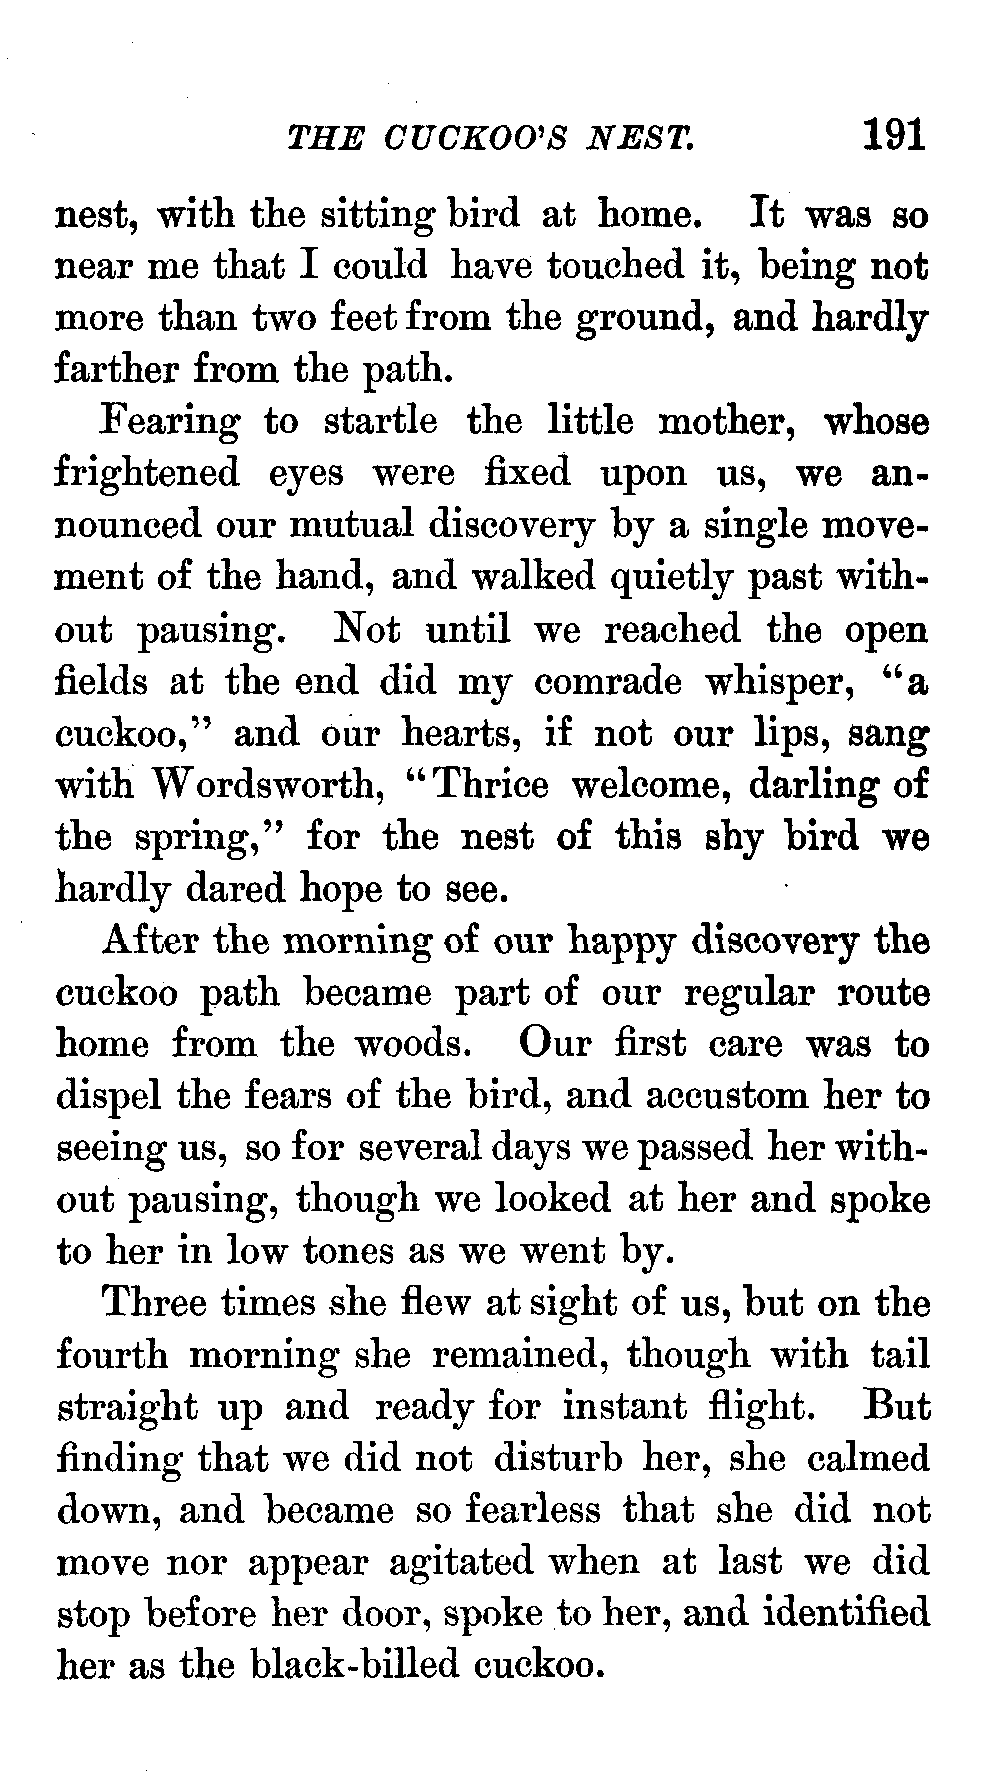 THE CUCKOO'S NEST. 191
nest, with the sitting bird at home. It was so
near me that I could have touched it, being not
more than two feet from the ground, and hardly
farther from the path.
Fearing to startle the little mother, whose
frightened eyes were fixed upon us, we an-
nounced our mutual discovery by a single move-
ment of the hand, and walked quietly past with-
out pausing. Not until we reached the open
fields at the end did my comrade whisper, "a
cuckoo," and our hearts, if not our lips, sang
with Wordsworth, "Thrice welcome, darling of
the spring," for the nest of this shy bird we
hardly dared hope to see.
After the morning of our happy discovery the
cuckoo path became part of our regular route
home from the woods. Our first care was to
dispel the fears of the bird, and accustom her to
seeing us, so for several days we passed her with-
out pausing, though we looked at her and spoke
to her in low tones as we went by.
Three times she flew at sight of us, but on the
fourth morning she remained, though with tail
straight up and ready for instant flight. But
finding that we did not disturb her, she calmed
down, and became so fearless that she did not
move nor appear agitated when at last we did
stop before her door, spoke to her, and identified
her as the black-billed cuckoo.